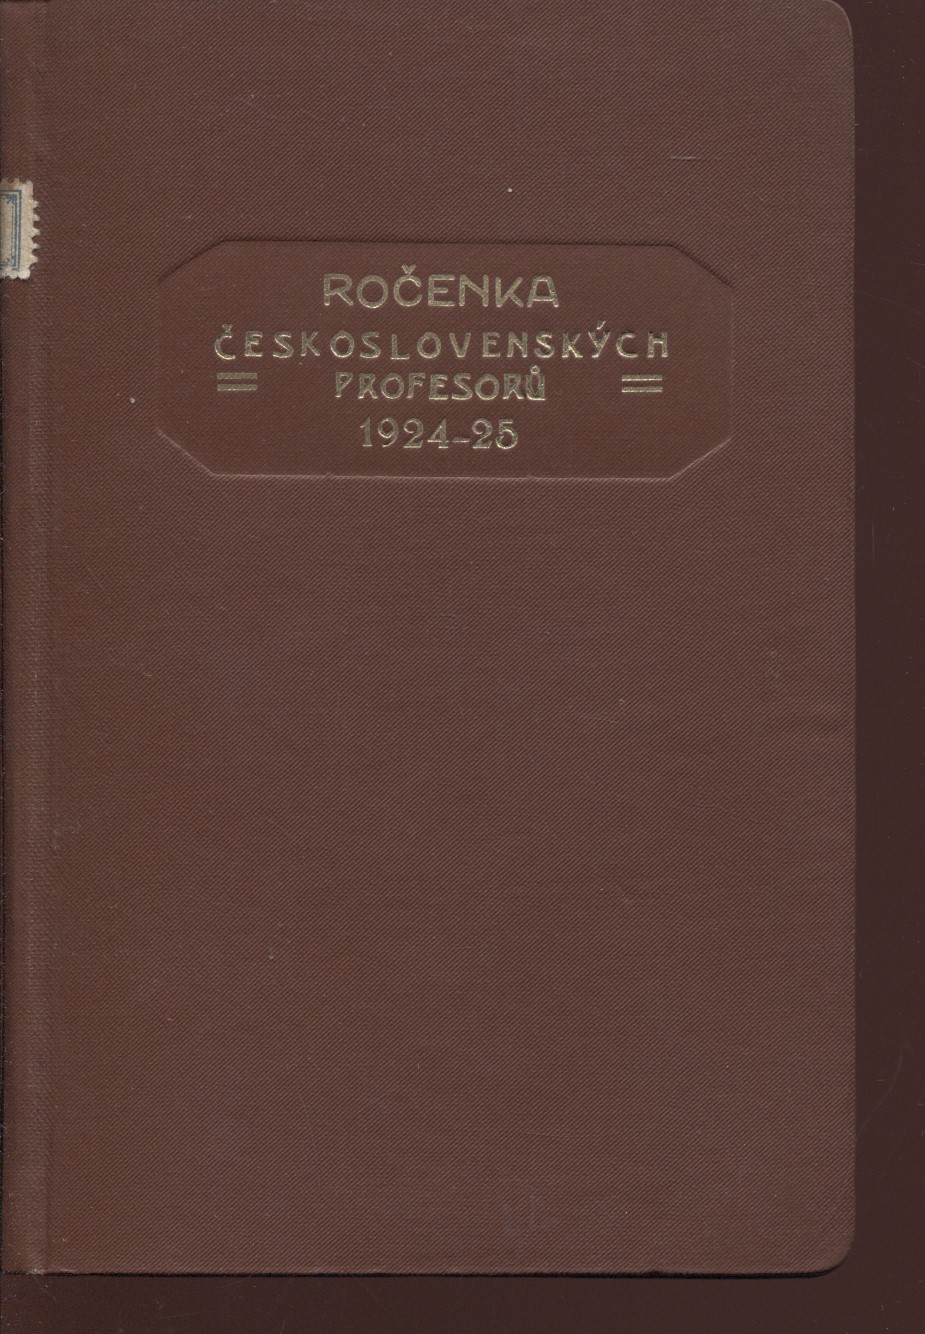 ROČENKA
ČESKOSLOVENSKÝCH
PROFESORŮ
1924-25